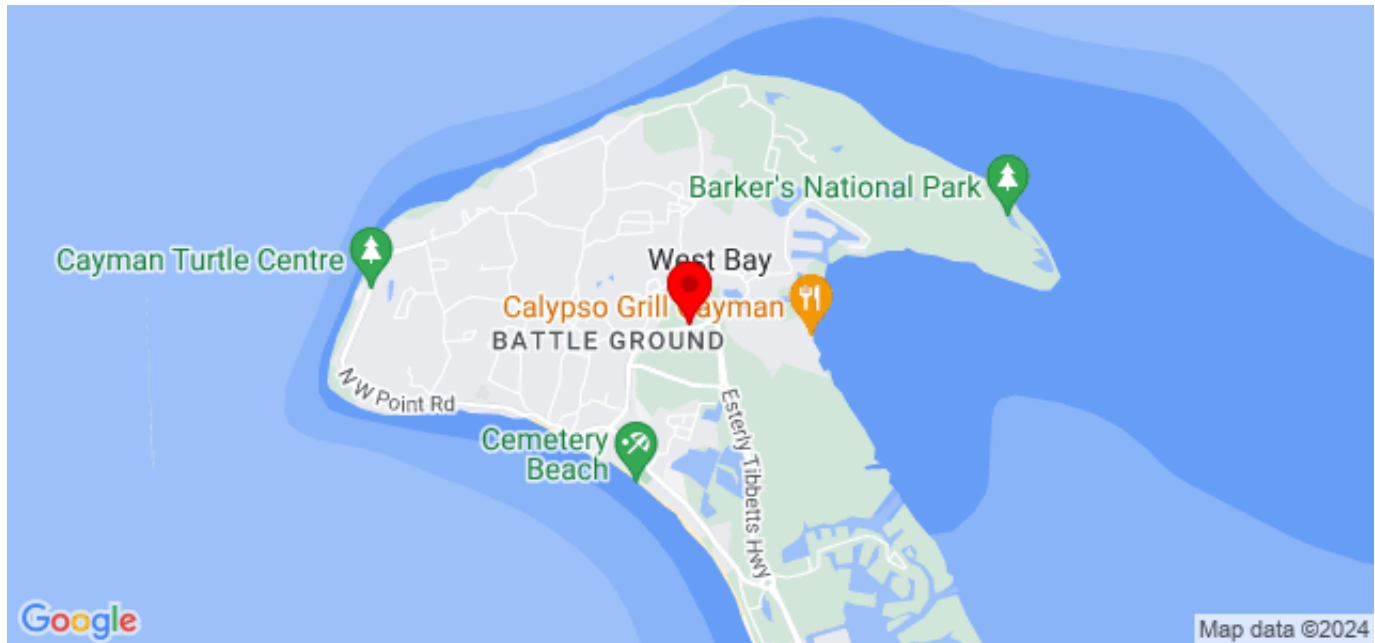 Barker's National Park
Cayman Turtle Centre
West Bay
Calypso Grill Cayman
BATTLE GROUND
NW Point Rd
Esterly Tibbetts Hwy
Cemetery
Beach
Google
Map data ©2024